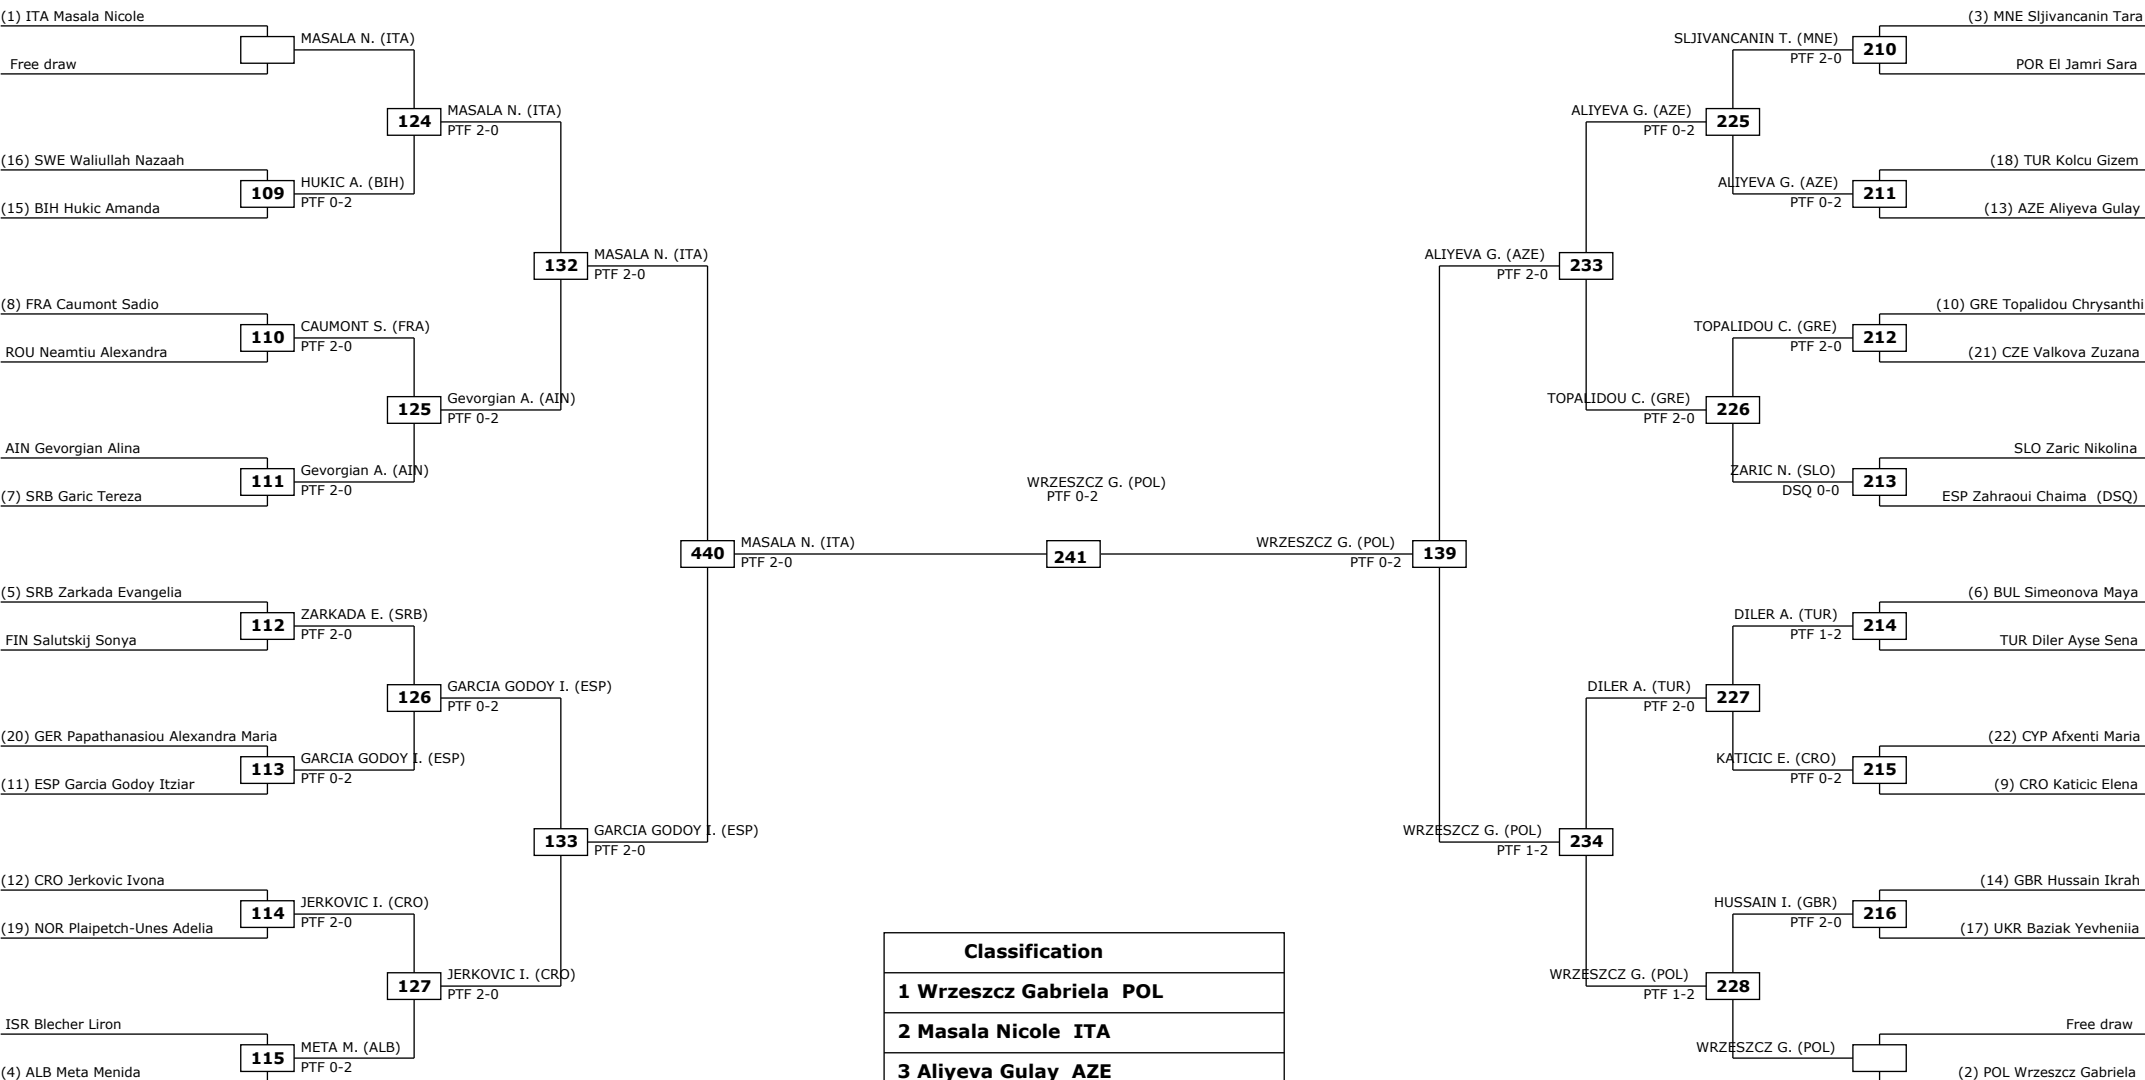 (1) ITA Masala Nicole
MASALA N. (ITA)
Free draw
124
MASALA N. (ITA)
PTF 2-0
(16) SWE Waliullah Nazaah
109
HUKIC A. (BIH)
PTF 0-2
(15) BIH Hukic Amanda
132
MASALA N. (ITA)
PTF 2-0
(8) FRA Caumont Sadio
110
CAUMONT S. (FRA)
PTF 2-0
ROU Neamtiu Alexandra
125
Gevorgian A. (AIN)
PTF 0-2
AIN Gevorgian Alina
111
Gevorgian A. (AIN)
PTF 2-0
(7) SRB Garic Tereza
440
MASALA N. (ITA)
PTF 2-0
(5) SRB Zarkada Evangelia
112
ZARKADA E. (SRB)
PTF 2-0
FIN Salutskij Sonya
126
GARCIA GODOY I. (ESP)
PTF 0-2
(20) GER Papathanasiou Alexandra Maria
113
GARCIA GODOY I. (ESP)
PTF 0-2
(11) ESP Garcia Godoy Itziar
133
GARCIA GODOY I. (ESP)
PTF 2-0
(12) CRO Jerkovic Ivona
114
JERKOVIC I. (CRO)
PTF 2-0
(19) NOR Plaipetch-Unes Adelia
127
JERKOVIC I. (CRO)
PTF 2-0
ISR Blecher Liron
115
META M. (ALB)
PTF 0-2
(4) ALB Meta Menida
WRZESZCZ G. (POL)
PTF 0-2
241
WRZESZCZ G. (POL)
PTF 0-2
139
(3) MNE Sljivancanin Tara
SLJIVANCANIN T. (MNE)
PTF 2-0
210
POR El Jamri Sara
ALIYEVA G. (AZE)
PTF 0-2
225
(18) TUR Kolcu Gizem
ALIYEVA G. (AZE)
PTF 0-2
211
(13) AZE Aliyeva Gulay
ALIYEVA G. (AZE)
PTF 2-0
233
(10) GRE Topalidou Chrysanthi
TOPALIDOU C. (GRE)
PTF 2-0
212
(21) CZE Valkova Zuzana
TOPALIDOU C. (GRE)
PTF 2-0
226
SLO Zaric Nikolina
ZARIC N. (SLO)
DSQ 0-0
213
ESP Zahraoui Chaima (DSQ)
(6) BUL Simeonova Maya
DILER A. (TUR)
PTF 1-2
214
TUR Diler Ayse Sena
DILER A. (TUR)
PTF 2-0
227
(22) CYP Afxenti Maria
KATICIC E. (CRO)
PTF 0-2
215
(9) CRO Katicic Elena
WRZESZCZ G. (POL)
PTF 1-2
234
(14) GBR Hussain Ikrah
HUSSAIN I. (GBR)
PTF 2-0
216
(17) UKR Baziak Yevheniia
WRZESZCZ G. (POL)
PTF 1-2
228
Free draw
WRZESZCZ G. (POL)
(2) POL Wrzeszcz Gabriela
Classification
1 Wrzeszcz Gabriela POL
2 Masala Nicole ITA
3 Aliyeva Gulay AZE